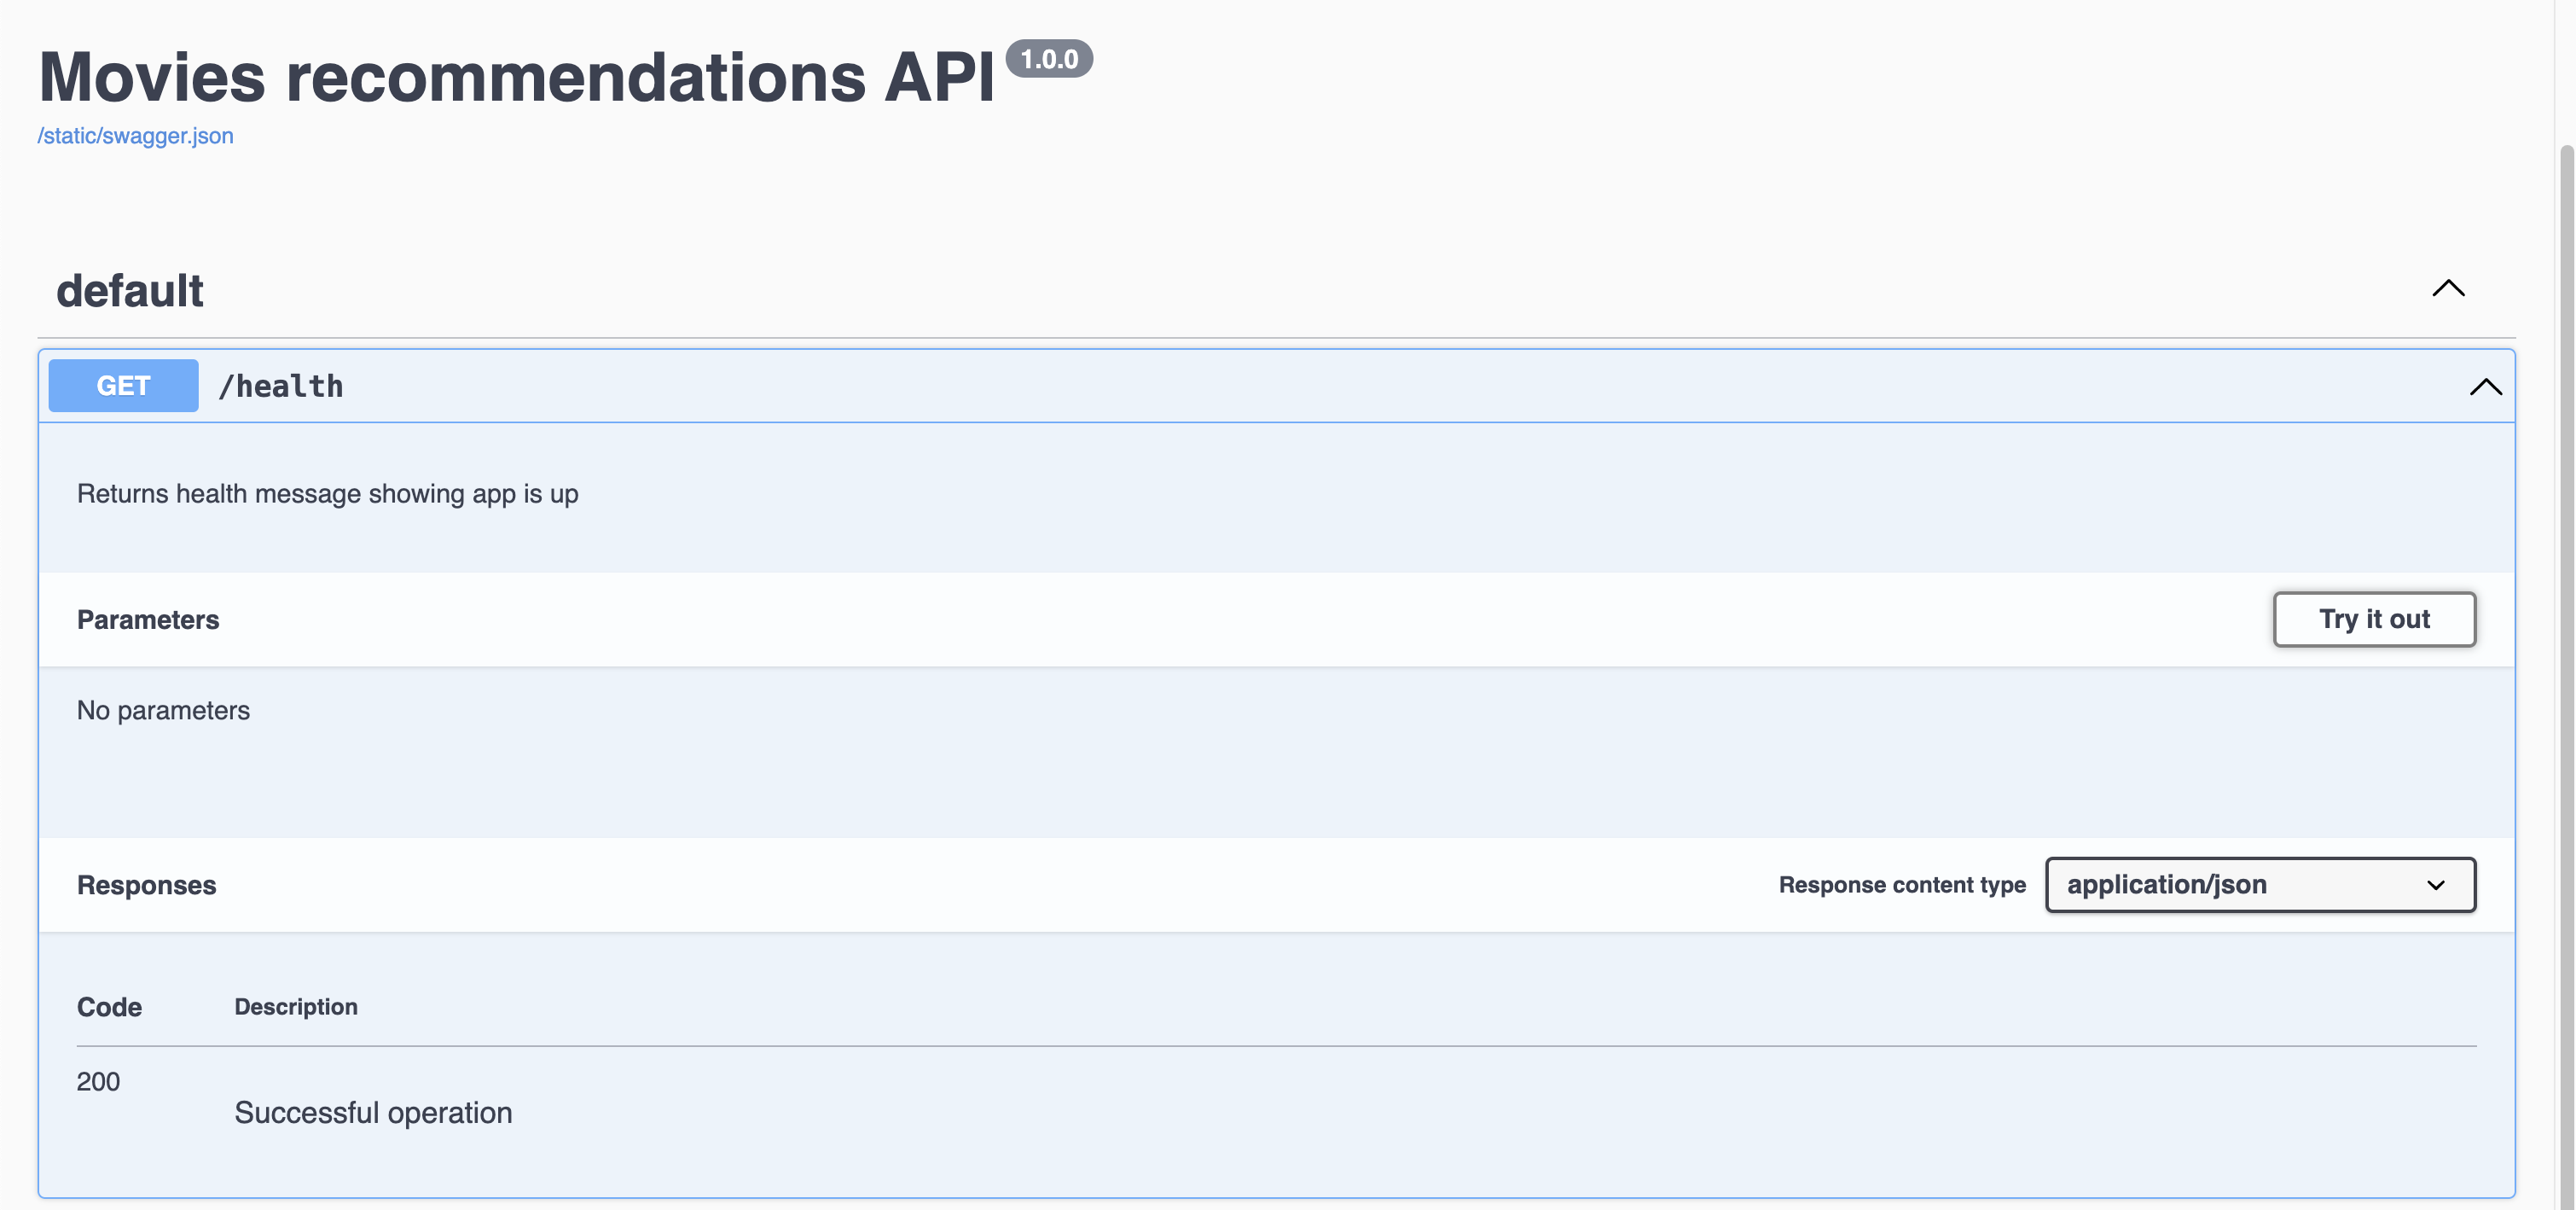 Movies recommendations API 1.0.0
/static/swagger.json
default
GET /health
Returns health message showing app is up
Parameters Try it out
No parameters
Responses Response content type application/json
Code Description
200
Successful operation